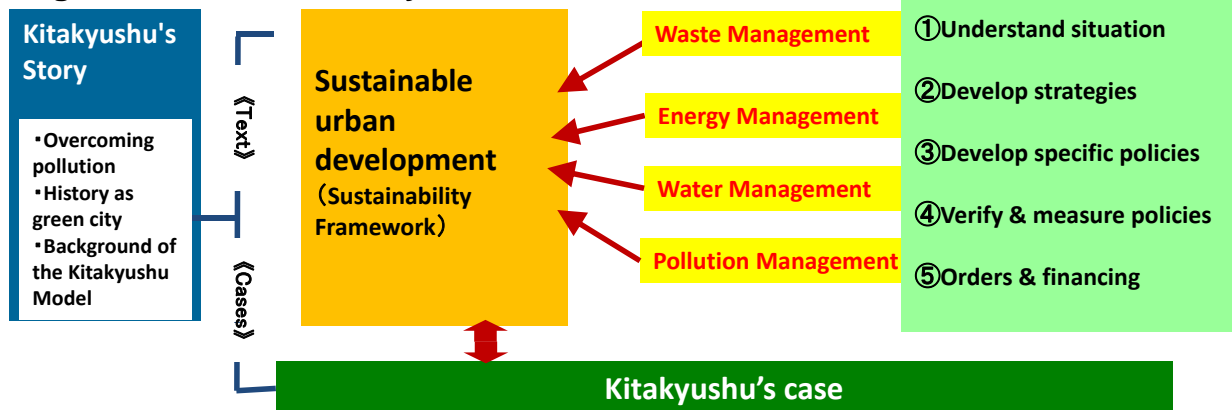 Kitakyushu's
Story
・Overcoming
pollution
・History as
green city
・Background of
the Kitakyushu
Model
《Text》
《Cases》
Sustainable
urban
development
（Sustainability
Framework）
Waste Management
Energy Management
Water Management
Pollution Management
①Understand situation
②Develop strategies
③Develop specific policies
④Verify & measure policies
⑤Orders & financing
Kitakyushu’s case